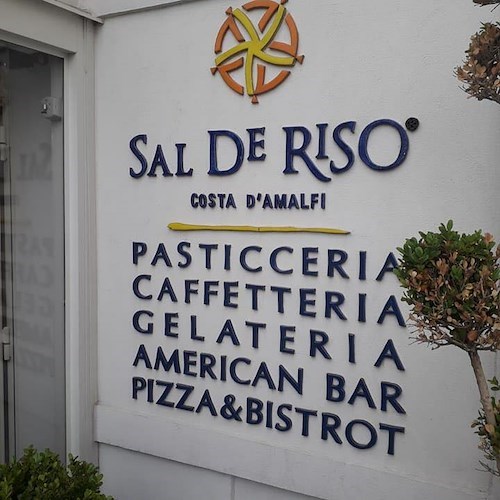 SAL DE RISO
COSTA D'AMALFI
PASTICCERIA
CAFFETTERIA
GELATERIA
AMERICAN BAR
PIZZA&BISTROT